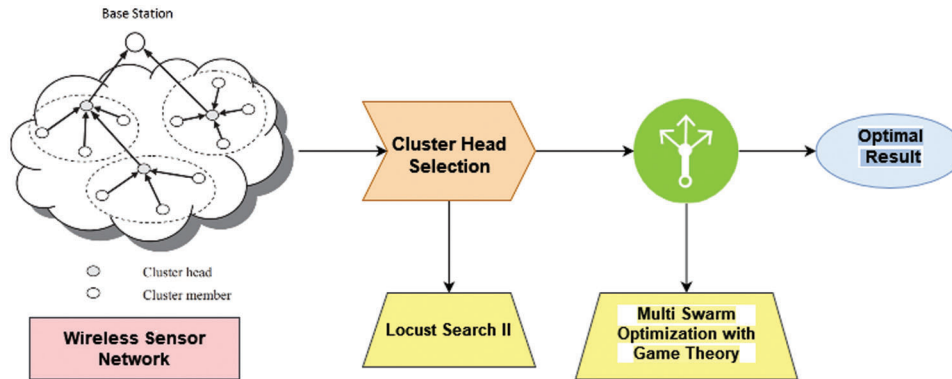 Base Station
Cluster head
Cluster member
Wireless Sensor
Network
Cluster Head
Selection
Locust Search II
Multi Swarm
Optimization with
Game Theory
Optimal
Result